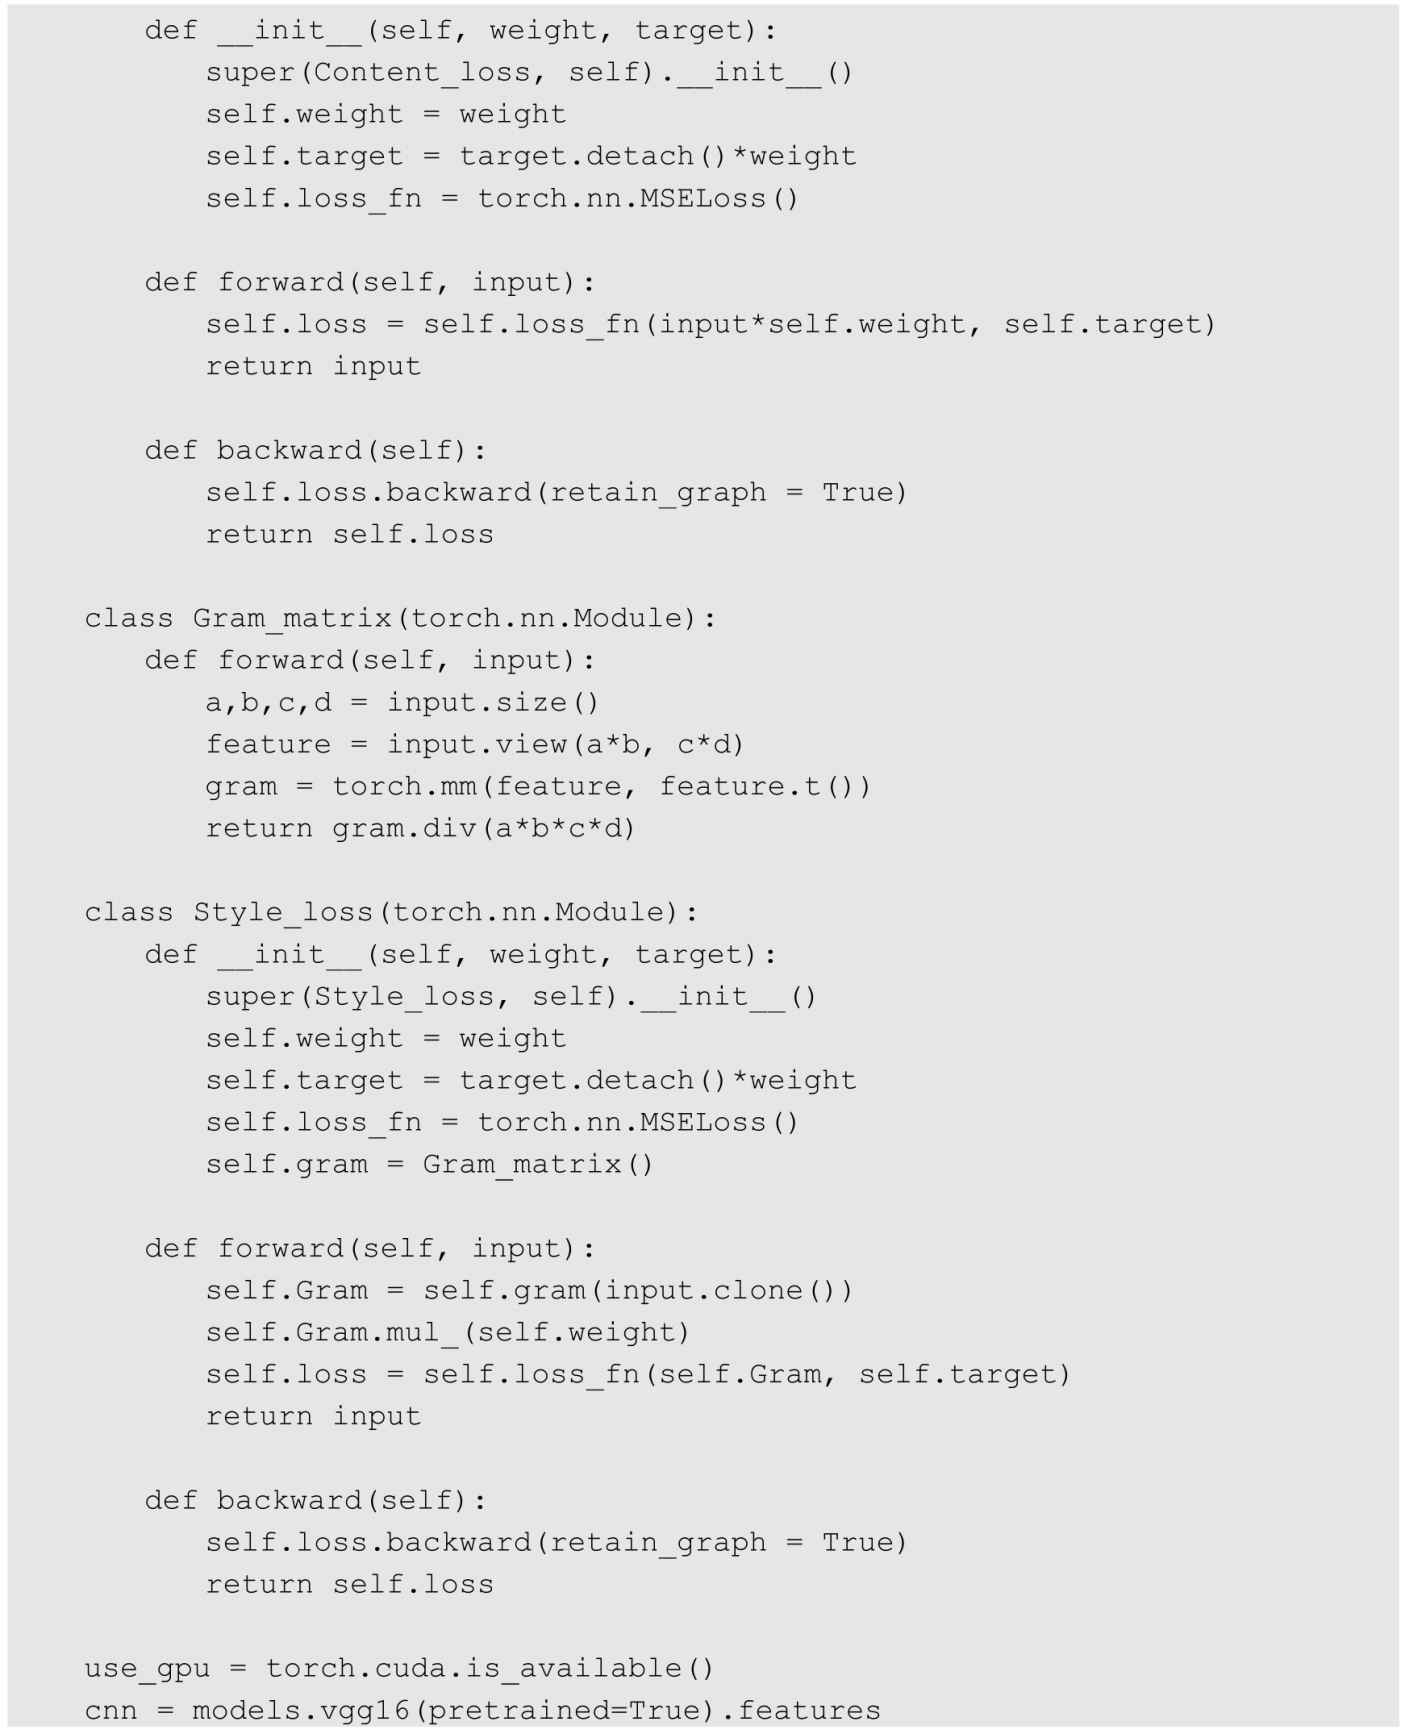 def __init__(self, weight, target):
super(Content_loss, self).__init__()
self.weight = weight
self.target = target.detach()*weight
self.loss_fn = torch.nn.MSELoss()
def forward(self, input):
self.loss = self.loss_fn(input*self.weight, self.target)
return input
def backward(self):
self.loss.backward(retain_graph = True)
return self.loss
class Gram_matrix(torch.nn.Module):
def forward(self, input):
a,b,c,d = input.size()
feature = input.view(a*b, c*d)
gram = torch.mm(feature, feature.t())
return gram.div(a*b*c*d)
class Style_loss(torch.nn.Module):
def __init__(self, weight, target):
super(Style_loss, self).__init__()
self.weight = weight
self.target = target.detach()*weight
self.loss_fn = torch.nn.MSELoss()
self.gram = Gram_matrix()
def forward(self, input):
self.Gram = self.gram(input.clone())
self.Gram.mul_(self.weight)
self.loss = self.loss_fn(self.Gram, self.target)
return input
def backward(self):
self.loss.backward(retain_graph = True)
return self.loss
use_gpu = torch.cuda.is_available()
cnn = models.vgg16(pretrained=True).features